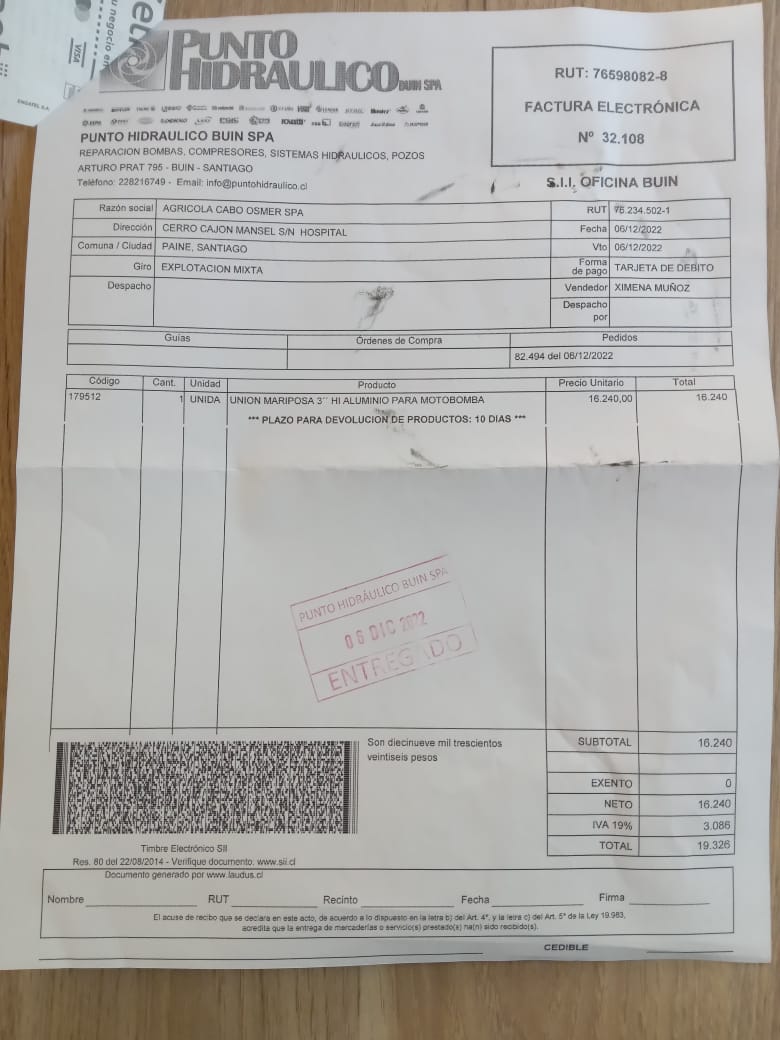 tu negocio en
VISA
ENGATEL S.A.
PUNTO
HIDRAULICO BUIN SPA
PUNTO HIDRAULICO BUIN SPA
REPARACION BOMBAS, COMPRESORES, SISTEMAS HIDRAULICOS, POZOS
ARTURO PRAT 795 - BUIN - SANTIAGO
Teléfono: 228216749 - Email: info@puntohidraulico.cl
RUT: 76598082-8
FACTURA ELECTRÓNICA
Nº 32.108
S.I.I. OFICINA BUIN
Razón social AGRICOLA CABO OSMER SPA
Dirección CERRO CAJON MANSEL S/N HOSPITAL
Comuna / Ciudad PAINE, SANTIAGO
Giro EXPLOTACION MIXTA
Despacho
RUT 76.234.502-1
Fecha 06/12/2022
Vto 06/12/2022
Forma
de pago TARJETA DE DEBITO
Vendedor XIMENA MUÑOZ
Despacho
por
Guías Órdenes de Compra Pedidos
82.494 del 06/12/2022
Código Cant. Unidad Producto Precio Unitario Total
179512 1 UNIDA UNION MARIPOSA 3´´ HI ALUMINIO PARA MOTOBOMBA 16.240,00 16.240
*** PLAZO PARA DEVOLUCION DE PRODUCTOS: 10 DIAS ***
PUNTO HIDRÁULICO BUIN SPA
06 DIC 2022
ENTREGADO
Son diecinueve mil trescientos
veintiseis pesos
SUBTOTAL 16.240
EXENTO 0
NETO 16.240
IVA 19% 3.086
TOTAL 19.326
Timbre Electrónico SII
Res. 80 del 22/08/2014 - Verifique documento: www.sii.cl
Documento generado por www.laudus.cl
Nombre RUT Recinto Fecha Firma
El acuse de recibo que se declara en este acto, de acuerdo a lo dispuesto en la letra b) del Art. 4º, y la letra c) del Art. 5º de la Ley 19.983,
acredita que la entrega de mercaderías o servicio(s) prestado(s) ha(n) sido recibido(s).
CEDIBLE